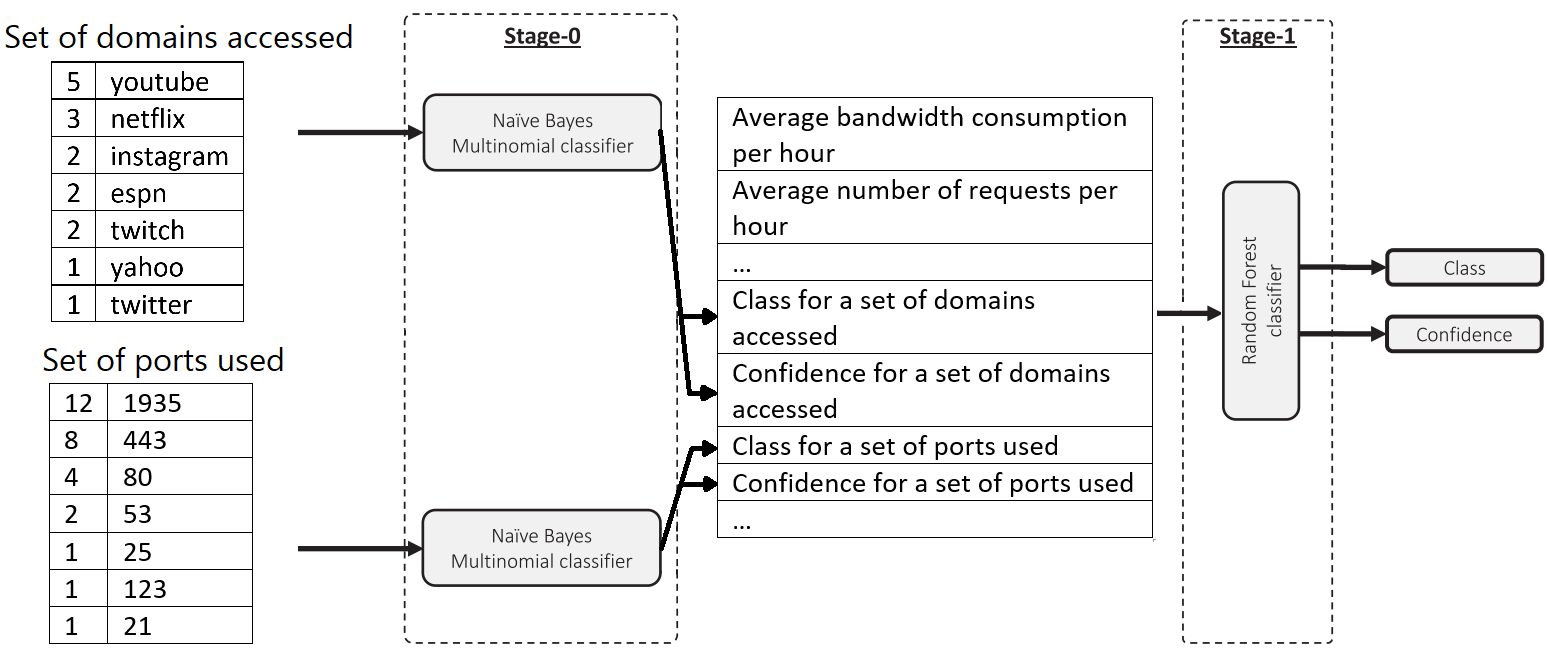 Set of domains accessed
5 youtube
3 netflix
2 instagram
2 espn
2 twitch
1 yahoo
1 twitter
Set of ports used
12 1935
8 443
4 80
2 53
1 25
1 123
1 21
Stage-0
Naïve Bayes
Multinomial classifier
Naïve Bayes
Multinomial classifier
Average bandwidth consumption
per hour
Average number of requests per
hour
...
Class for a set of domains
accessed
Confidence for a set of domains
accessed
Class for a set of ports used
Confidence for a set of ports used
...
Stage-1
Random Forest
classifier
Class
Confidence